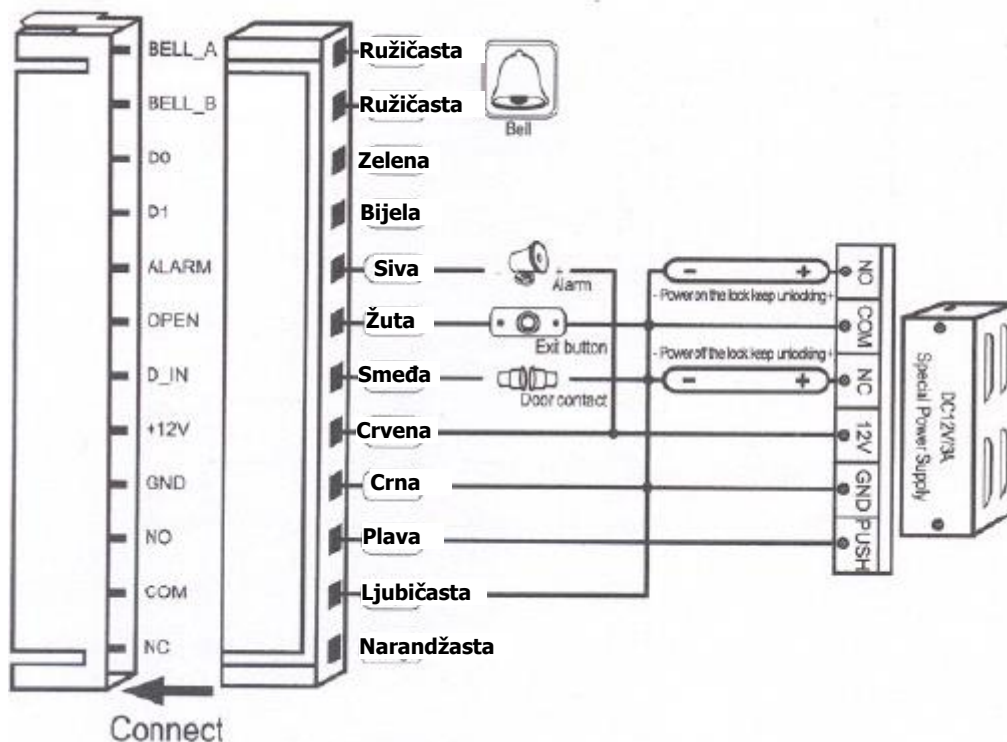 BELL_A
BELL_B
D0
D1
ALARM
OPEN
D_IN
+12V
GND
NO
COM
NC
Connect
Ružičasta
Ružičasta
Zelena
Bijela
Siva
Žuta
Smeđa
Crvena
Crna
Plava
Ljubičasta
Narandžasta
Bell
Alarm
Exit button
Door contact
- +
- Power on the lock keep unlocking +
- Power off the lock keep unlocking +
- +
NO
COM
NC
12V
GND
PUSH
DC12V/3A
Special Power Supply